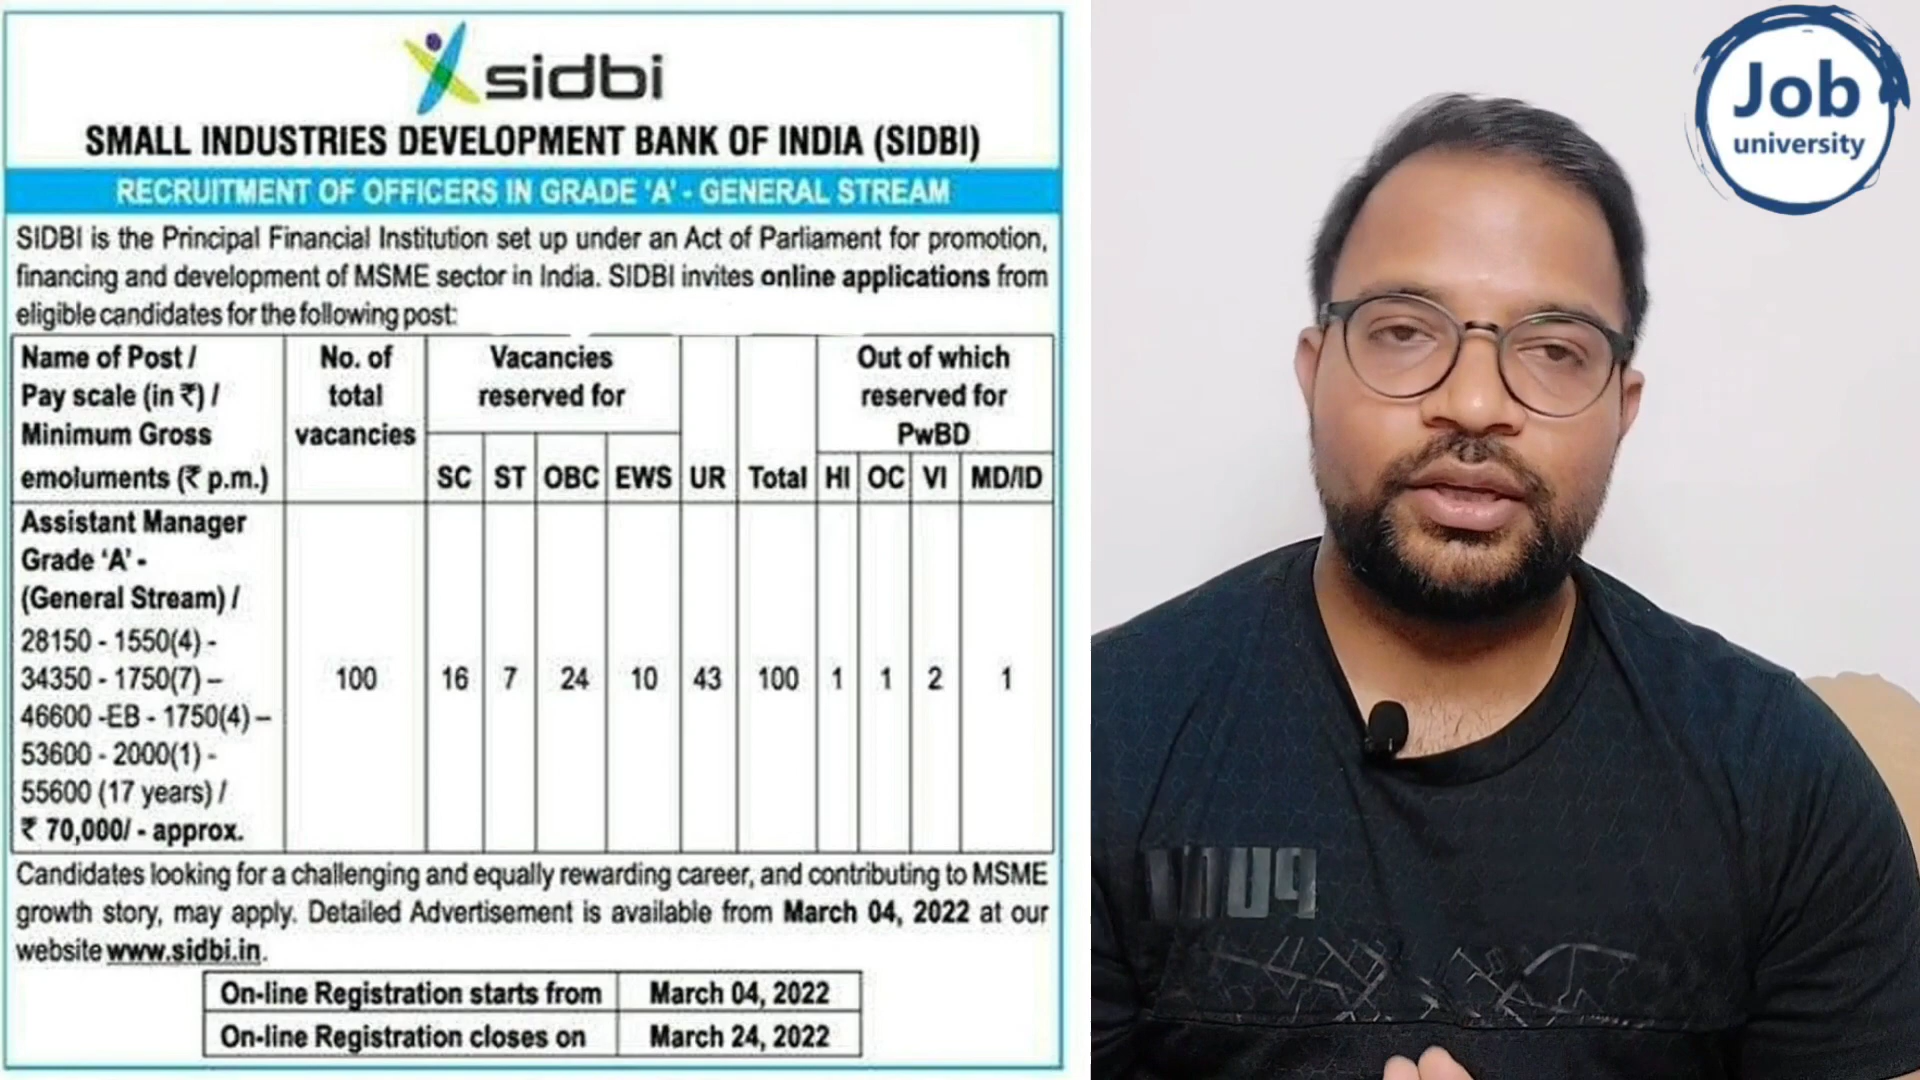 sidbi
SMALL INDUSTRIES DEVELOPMENT BANK OF INDIA (SIDBI)
RECRUITMENT OF OFFICERS IN GRADE 'A' - GENERAL STREAM
SIDBI is the Principal Financial Institution set up under an Act of Parliament for promotion,
financing and development of MSME sector in India. SIDBI invites online applications from
eligible candidates for the following post:
Name of Post /
Pay scale (in ₹) /
Minimum Gross
emoluments (₹ p.m.)
No. of
total
vacancies
Vacancies
reserved for
SC ST OBC EWS UR Total
Out of which
reserved for
PwBD
HI OC VI MD/ID
Assistant Manager
Grade 'A' -
(General Stream) /
28150 - 1550(4) -
34350 - 1750(7) –
46600 -EB - 1750(4) –
53600 - 2000(1) -
55600 (17 years) /
₹ 70,000/ - approx.
100 16 7 24 10 43 100 1 1 2 1
Candidates looking for a challenging and equally rewarding career, and contributing to MSME
growth story, may apply. Detailed Advertisement is available from March 04, 2022 at our
website www.sidbi.in.
On-line Registration starts from March 04, 2022
On-line Registration closes on March 24, 2022
Job
university